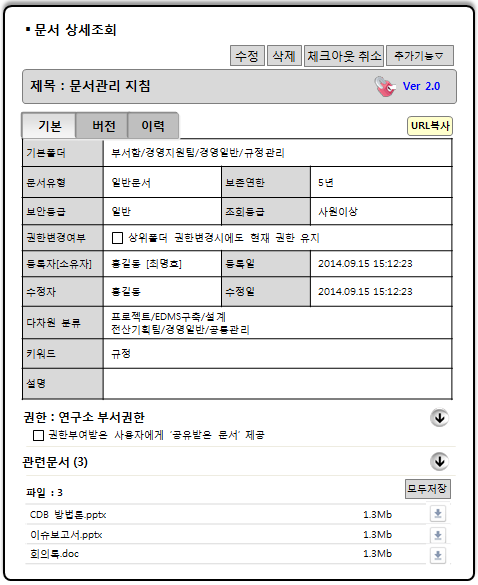 ▪ 문서 상세조회
수정 삭제 체크아웃 취소 추가기능▽
제목 : 문서관리 지침 Ver 2.0
기본 버전 이력 URL복사
기본폴더 부서함/경영지원팀/경영일반/규정관리
문서유형 일반문서 보존연한 5년
보안등급 일반 조회등급 사원이상
권한변경여부 상위폴더 권한변경시에도 현재 권한 유지
등록자[소유자] 홍길동 [최명호] 등록일 2014.09.15 15:12:23
수정자 홍길동 수정일 2014.09.15 15:12:23
다차원 분류 프로젝트/EDMS구축/설계
전산기획팀/경영일반/공통관리
키워드 규정
설명
권한 : 연구소 부서권한
권한부여받은 사용자에게 '공유받은 문서' 제공
관련문서 (3)
파일 : 3 모두저장
CDB 방법론.pptx 1.3Mb
이슈보고서.pptx 1.3Mb
회의록.doc 1.3Mb